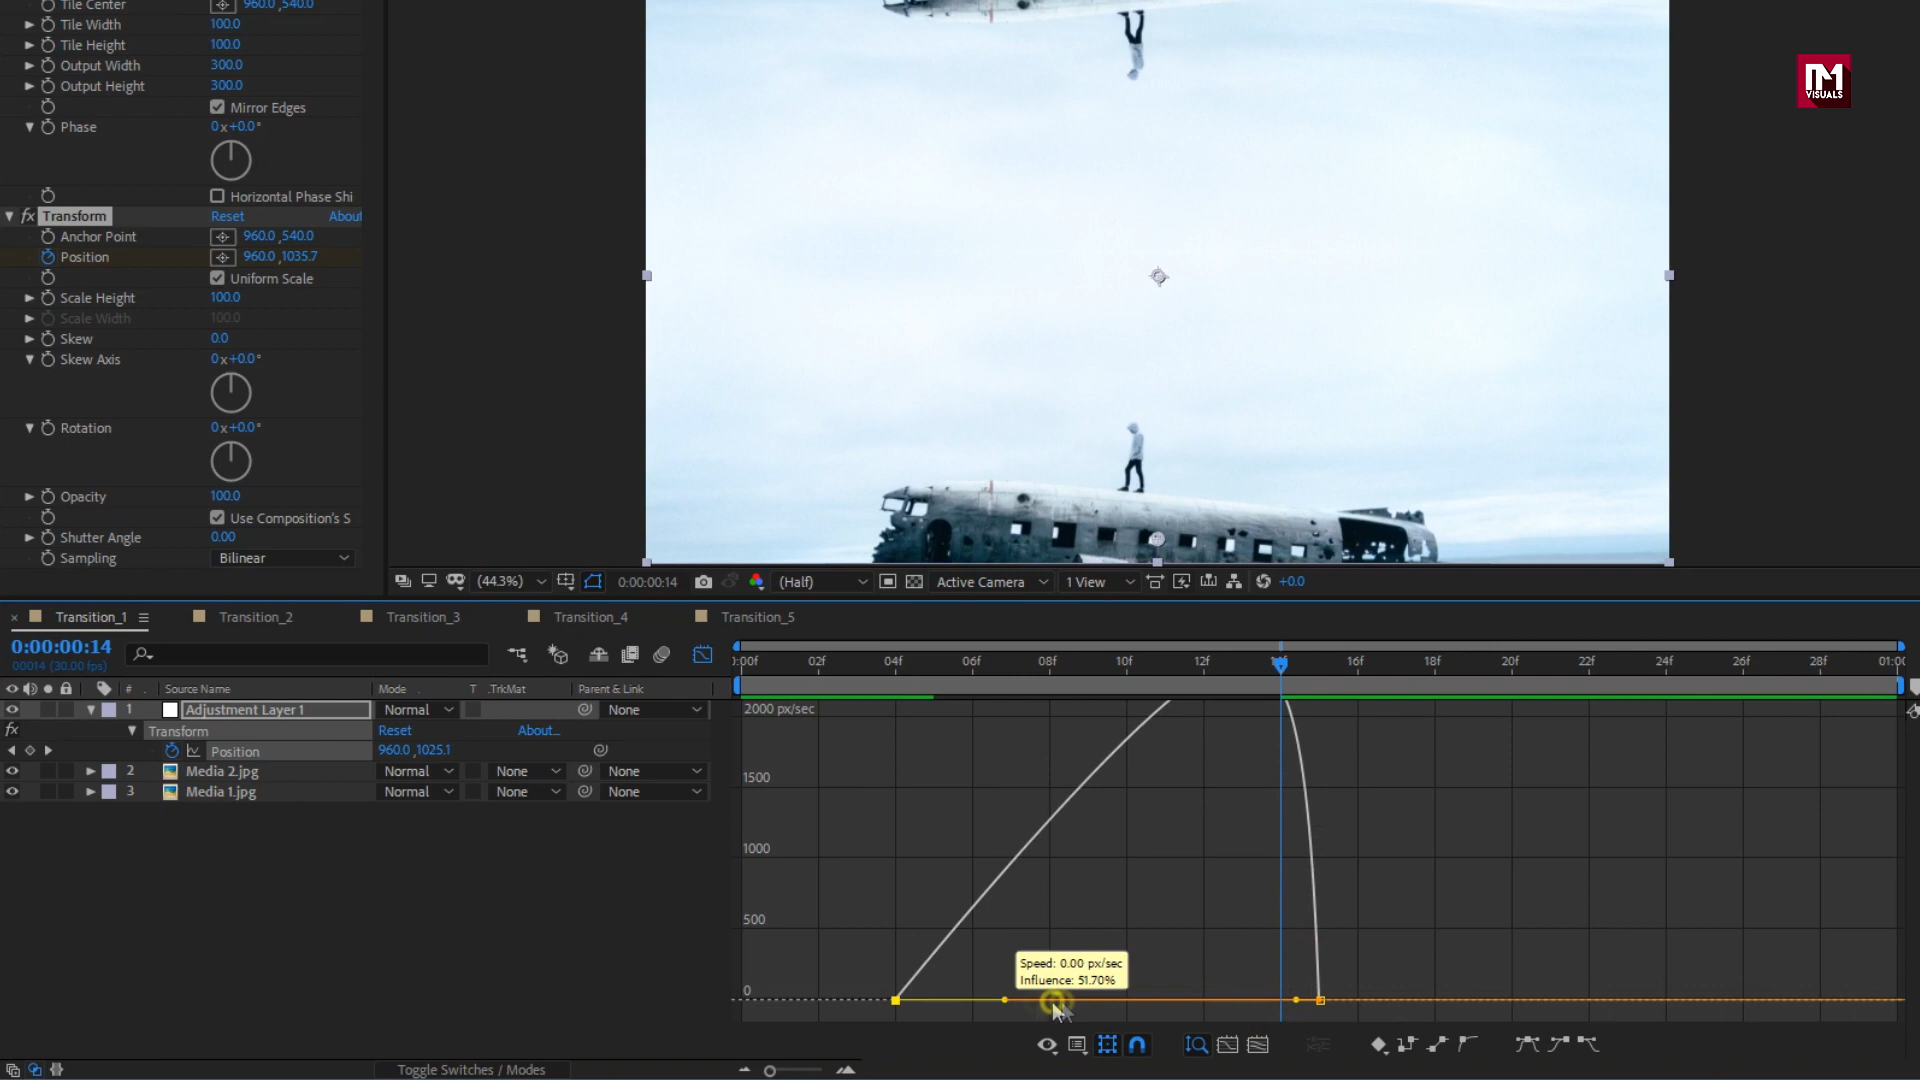 Tile Center 960.0 ,540.0
Tile Width 100.0
Tile Height 100.0
Output Width 300.0
Output Height 300.0
Mirror Edges
Phase 0x+0.0°
Horizontal Phase Shi
fx Transform Reset About
Anchor Point 960.0 ,540.0
Position 960.0 ,1035.7
Uniform Scale
Scale Height 100.0
Scale Width 100.0
Skew 0.0
Skew Axis 0x+0.0°
Rotation 0x+0.0°
Opacity 100.0
Use Composition's S
Shutter Angle 0.00
Sampling Bilinear
VISUALS
(44.3%) 0:00:00:14 (Half) Active Camera 1 View +0.0
× Transition_1 Transition_2 Transition_3 Transition_4 Transition_5
0:00:00:14
00014 (30.00 fps)
# Source Name Mode T .TrkMat Parent & Link
1 Adjustment Layer 1 Normal None
fx Transform Reset About...
Position 960.0 ,1025.1
2 Media 2.jpg Normal None None
3 Media 1.jpg Normal None None
):00f 02f 04f 06f 08f 10f 12f 16f 18f 20f 22f 24f 26f 28f 01:0
2000 px/sec
1500
1000
500
0
Speed: 0.00 px/sec
Influence: 51.70%
Toggle Switches / Modes